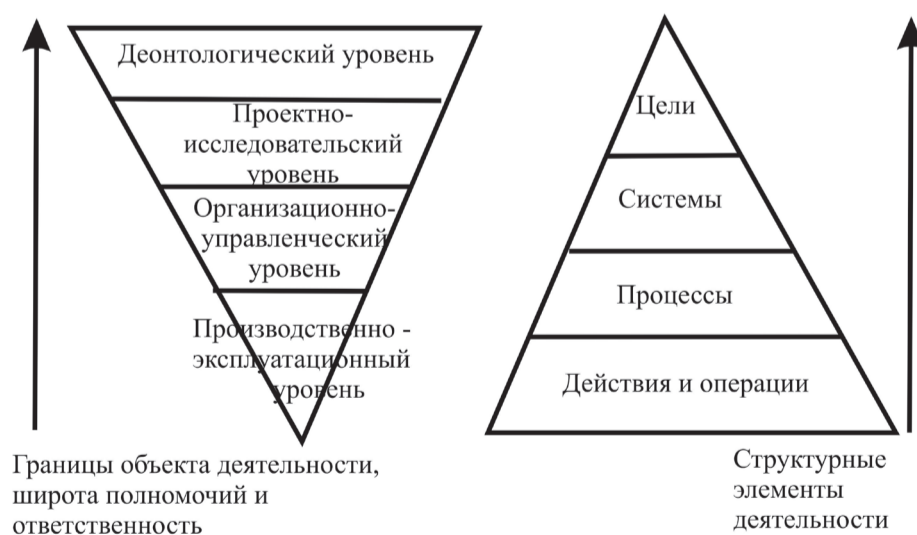 Деонтологический уровень
Проектно-
исследовательский
уровень
Организационно-
управленческий
уровень
Производственно -
эксплуатационный
уровень
Границы объекта деятельности,
широта полномочий и
ответственность
Цели
Системы
Процессы
Действия и операции
Структурные
элементы
деятельности